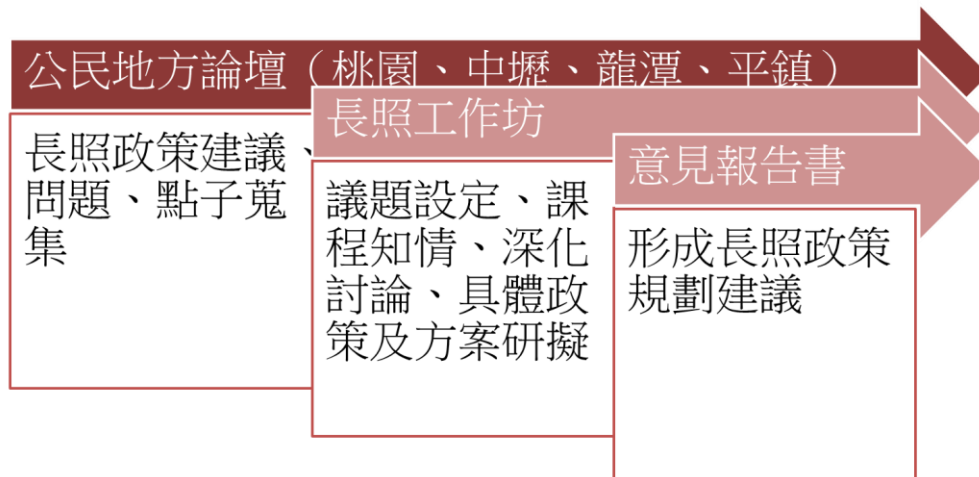 公民地方論壇（桃園、中壢、龍潭、平鎮）
長照政策建議、
問題、點子蒐
集
長照工作坊
議題設定、課
程知情、深化
討論、具體政
策及方案研擬
意見報告書
形成長照政策
規劃建議